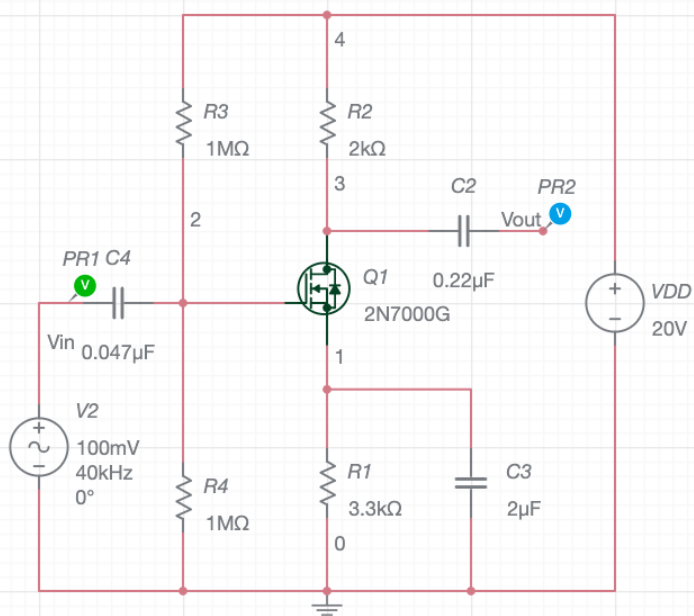 4
R3
1MΩ
R2
2kΩ
3
2
C2
PR2
V
Vout
0.22µF
PR1 C4
V
Vin
0.047µF
Q1
2N7000G
+
−
VDD
20V
1
V2
+
−
100mV
40kHz
0°
R4
1MΩ
R1
3.3kΩ
C3
2µF
0